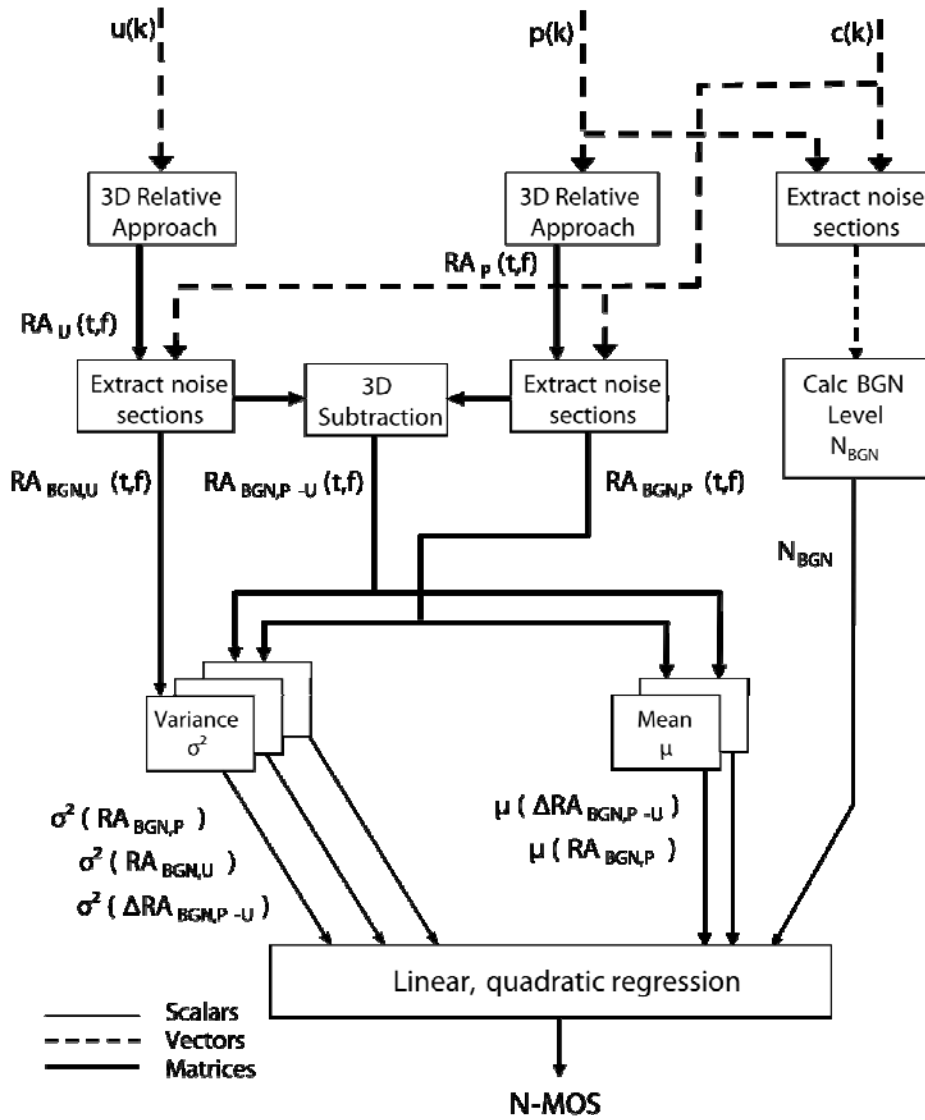 u(k)
p(k)
c(k)
3D Relative
Approach
3D Relative
Approach
Extract noise
sections
RA P (t,f)
RA U (t,f)
Extract noise
sections
3D
Subtraction
Extract noise
sections
Calc BGN
Level
N BGN
RA BGN,U (t,f)
RA BGN,P -U (t,f)
RA BGN,P (t,f)
N BGN
Variance
σ²
Mean
μ
σ² ( RA BGN,P )
σ² ( RA BGN,U )
σ² ( ΔRA BGN,P -U )
μ ( ΔRA BGN,P-U )
μ ( RA BGN,P )
Linear, quadratic regression
Scalars
Vectors
Matrices
N-MOS